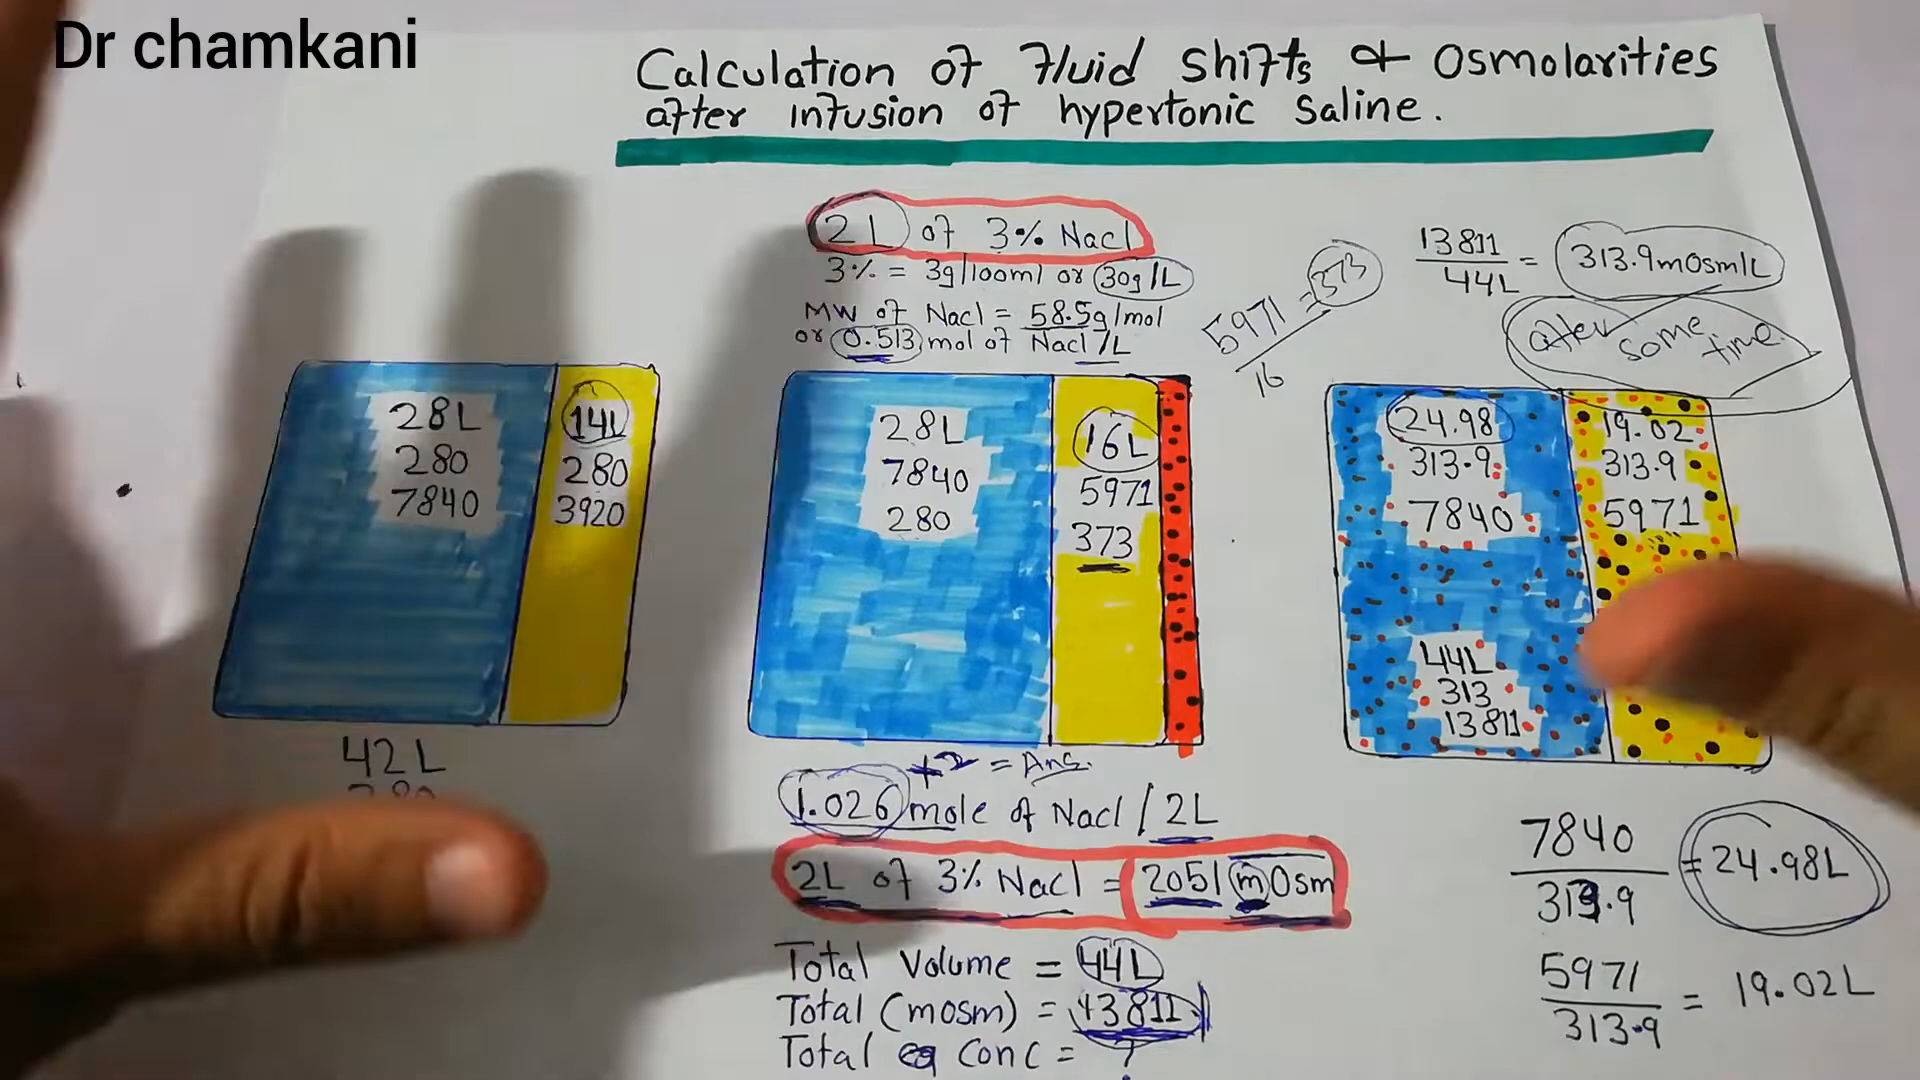 Dr chamkani
Calculation of Fluid shifts & Osmolarities
after infusion of hypertonic saline.
2 L of 3% Nacl
3% = 3g/100ml or 30g/L
MW of Nacl = 58.5g/mol
or 0.513 mol of Nacl/L
5971/16 = 373
13811/44L = 313.9mOsm/L
after some time
28L
280
7840
14L
280
3920
42 L
28L
7840
280
16L
5971
373
24.98
313.9
7840
19.02
313.9
5971
44L
313
13811
= Ans.
1.026 mole of Nacl / 2L
2L of 3% Nacl = 2051 mOsm
Total Volume = 44L
Total (mosm) = 13811
Total conc = ?
7840/313.9 = 24.98L
5971/313.9 = 19.02L